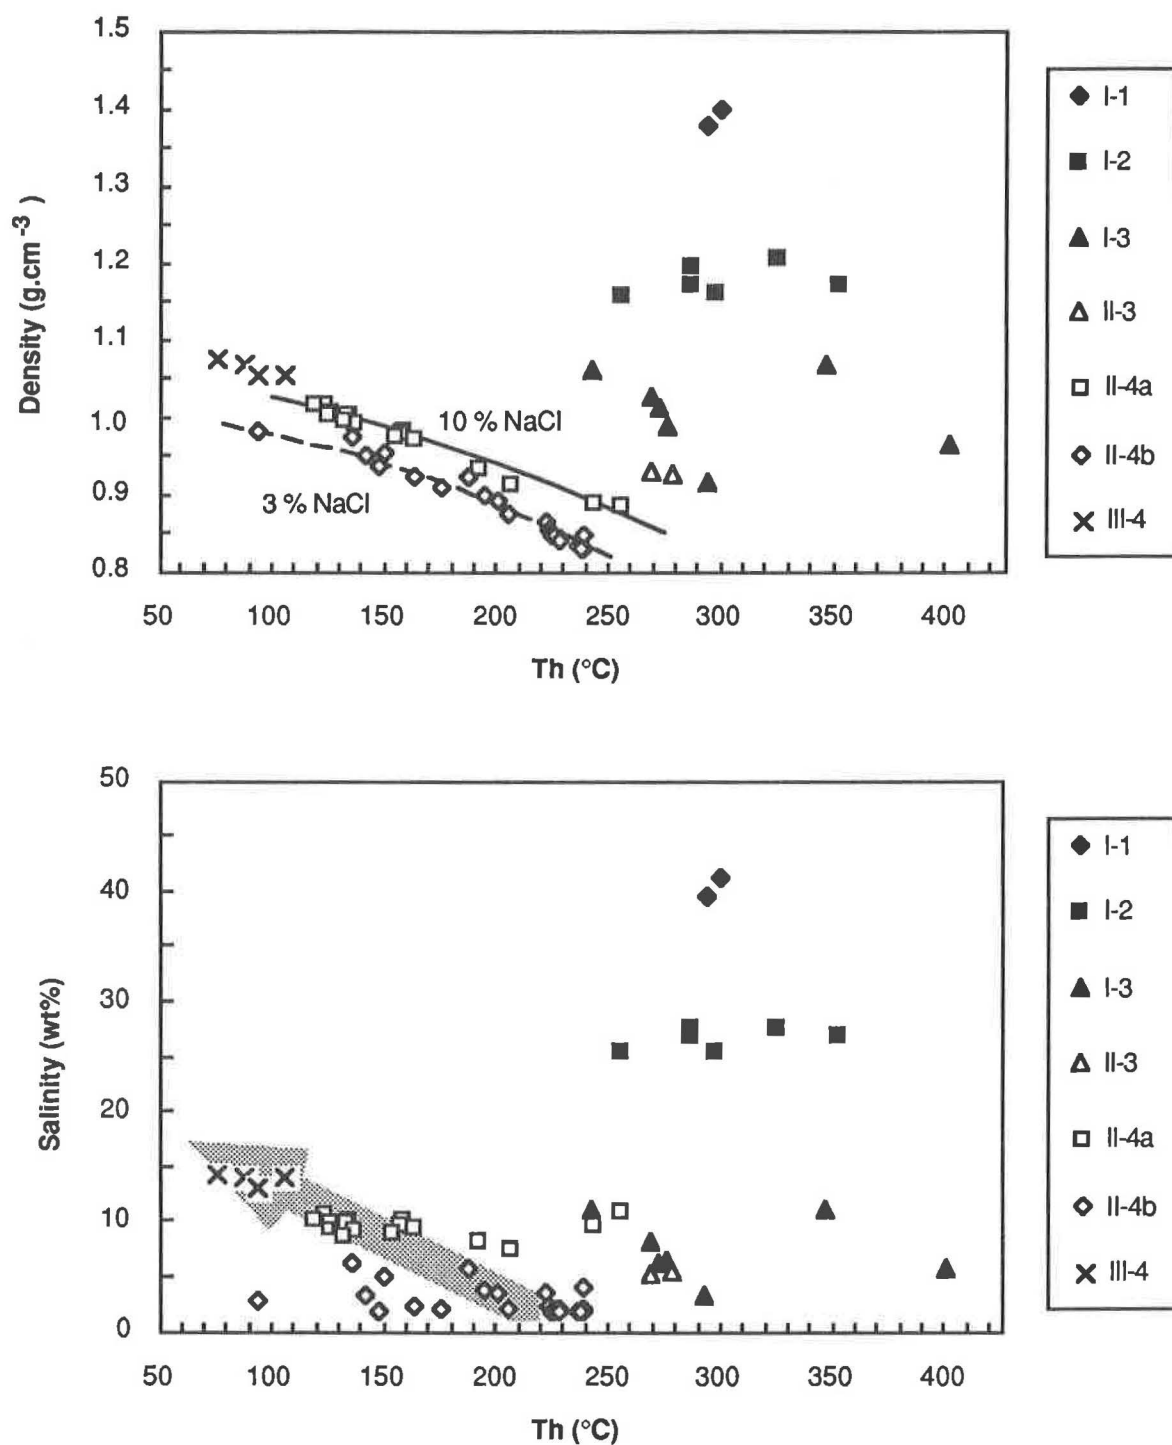 1.5
1.4
1.3
1.2
1.1
1.0
0.9
0.8
Density (g.cm-3)
10 % NaCl
3 % NaCl
50
100
150
200
250
300
350
400
Th (°C)
I-1
I-2
I-3
II-3
II-4a
II-4b
III-4
50
40
30
20
10
0
Salinity (wt%)
50
100
150
200
250
300
350
400
Th (°C)
I-1
I-2
I-3
II-3
II-4a
II-4b
III-4